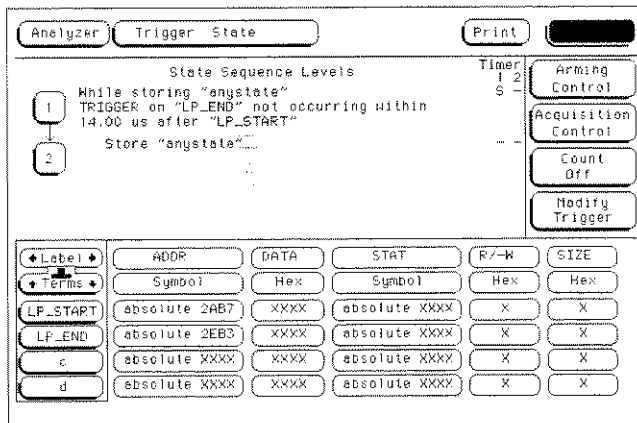 Analyzer Trigger State Print
State Sequence Levels
Timer
1 2
S -
1 While storing "anystate"
TRIGGER on "LP_END" not occurring within
14.00 us after "LP_START"
2 Store "anystate"
- -
Arming
Control
Acquisition
Control
Count
Off
Modify
Trigger
Label ADDR DATA STAT R/-W SIZE
Terms Symbol Hex Symbol Hex Hex
LP_START absolute 2AB7 XXXX absolute XXXX X X
LP_END absolute 2EB3 XXXX absolute XXXX X X
c absolute XXXX XXXX absolute XXXX X X
d absolute XXXX XXXX absolute XXXX X X